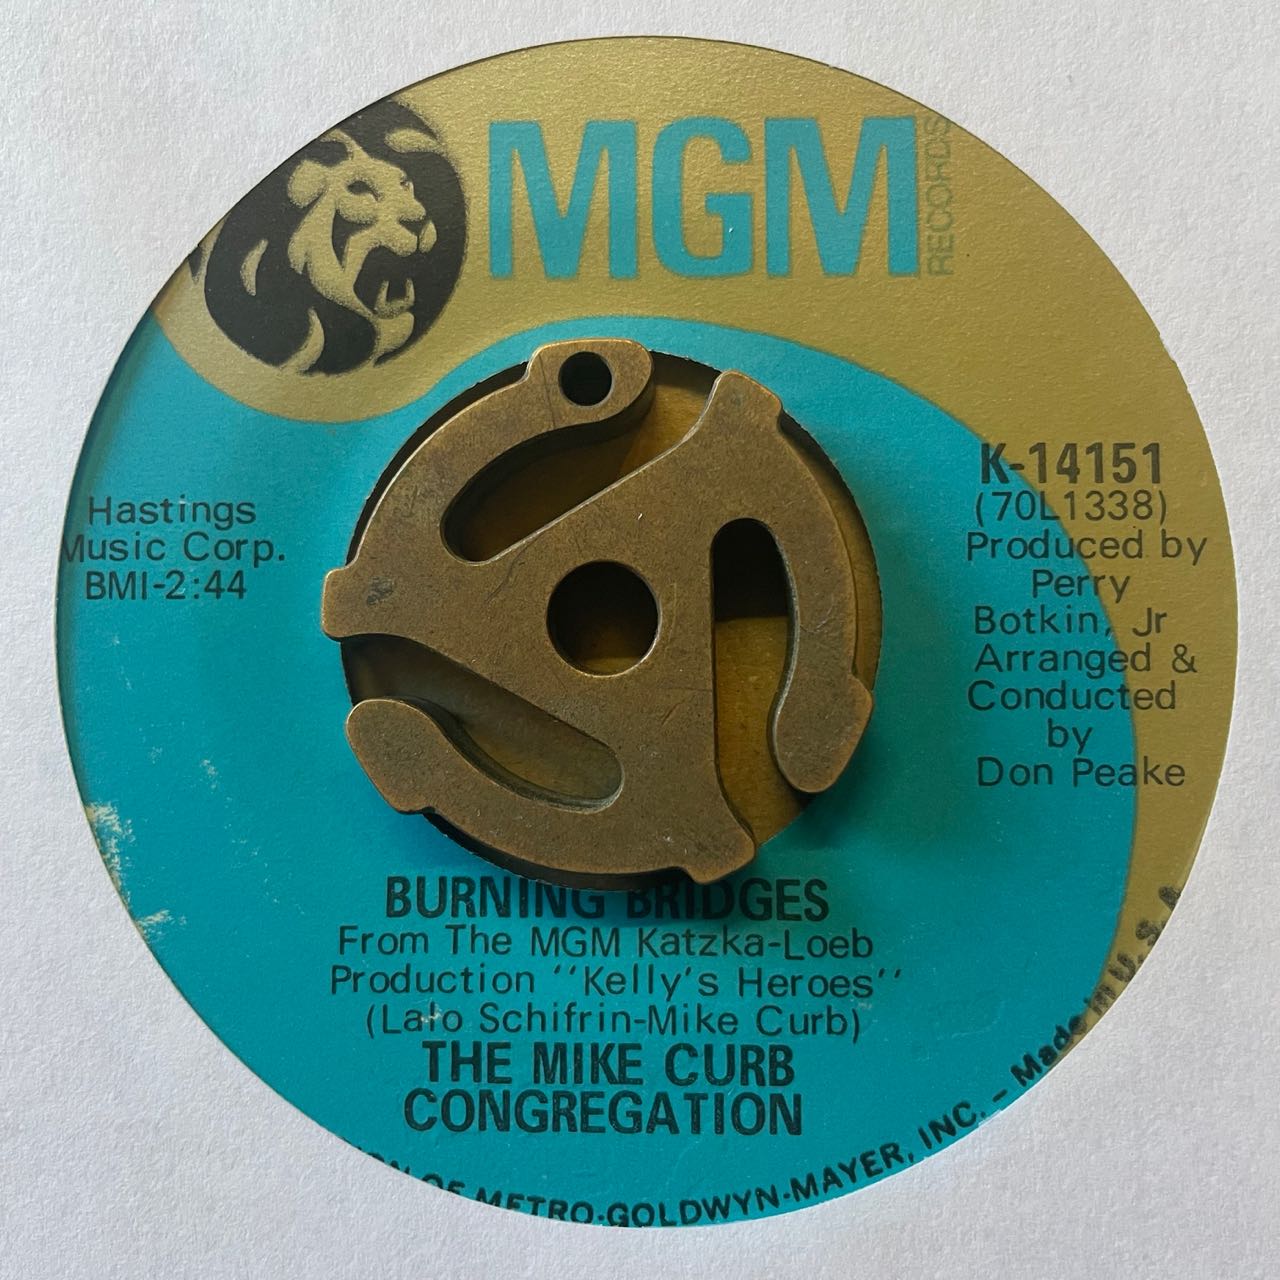 MGM
RECORDS
Hastings
Music Corp.
BMI-2:44
K-14151
(70L1338)
Produced by
Perry
Botkin, Jr
Arranged &
Conducted
by
Don Peake
BURNING BRIDGES
From The MGM Katzka-Loeb
Production "Kelly's Heroes"
(Lalo Schifrin-Mike Curb)
THE MIKE CURB
CONGREGATION
OF METRO-GOLDWYN-MAYER, INC. - Made in U.S.A.